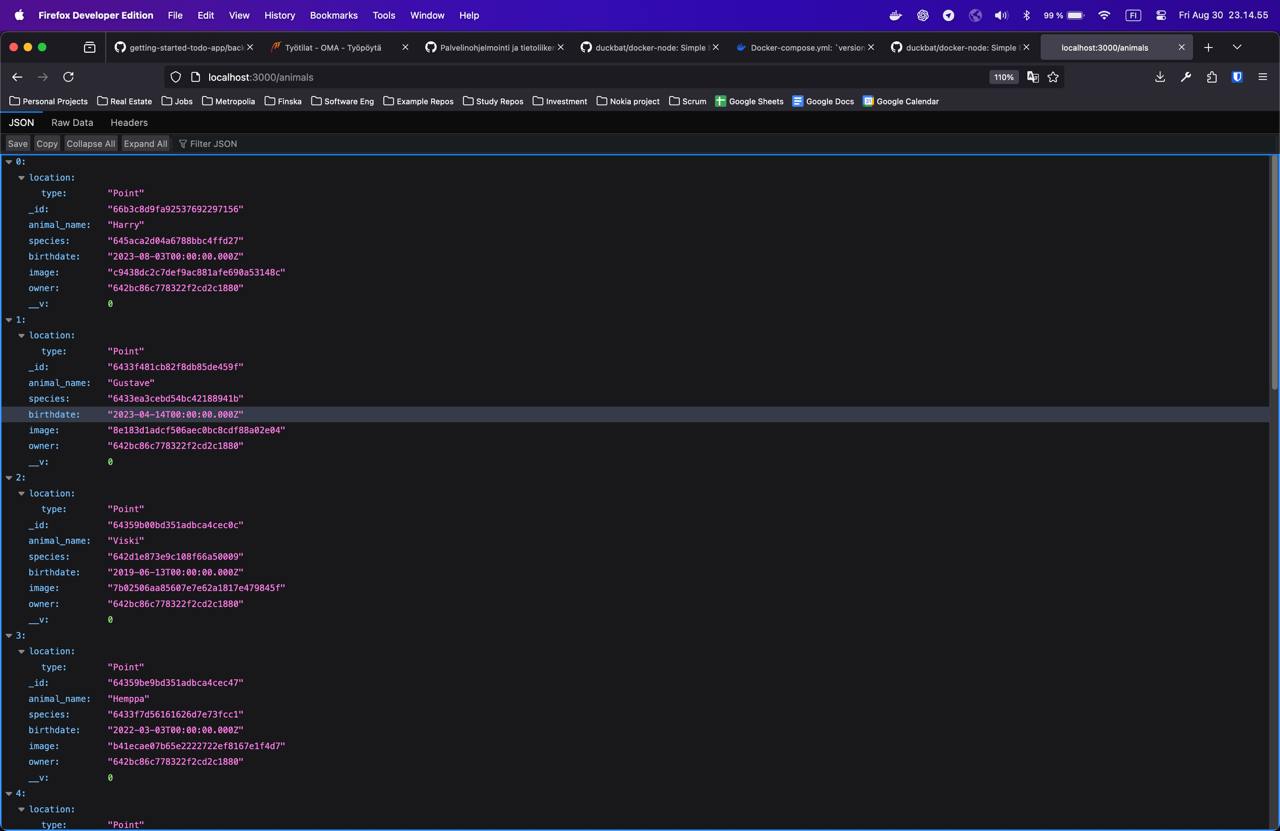 Firefox Developer Edition File Edit View History Bookmarks Tools Window Help 99 % FI Fri Aug 30 23.14.55
getting-started-todo-app/bac Työtilat - OMA - Työpöytä Palvelinohjelmointi ja tietoliiker duckbat/docker-node: Simple Docker-compose.yml: `version duckbat/docker-node: Simple localhost:3000/animals
localhost:3000/animals 110%
Personal Projects Real Estate Jobs Metropolia Finska Software Eng Example Repos Study Repos Investment Nokia project Scrum Google Sheets Google Docs Google Calendar
JSON Raw Data Headers
Save Copy Collapse All Expand All Filter JSON
0:
location:
type: "Point"
_id: "66b3c8d9fa92537692297156"
animal_name: "Harry"
species: "645aca2d04a6788bbc4ffd27"
birthdate: "2023-08-03T00:00:00.000Z"
image: "c9438dc2c7def9ac881afe690a53148c"
owner: "642bc86c778322f2cd2c1880"
__v: 0
1:
location:
type: "Point"
_id: "6433f481cb82f8db85de459f"
animal_name: "Gustave"
species: "6433ea3cebd54bc42188941b"
birthdate: "2023-04-14T00:00:00.000Z"
image: "8e183d1adcf506aec0bc8cdf88a02e04"
owner: "642bc86c778322f2cd2c1880"
__v: 0
2:
location:
type: "Point"
_id: "64359b00bd351adbca4cec0c"
animal_name: "Viski"
species: "642d1e873e9c108f66a50009"
birthdate: "2019-06-13T00:00:00.000Z"
image: "7b02506aa85607e7e62a1817e479845f"
owner: "642bc86c778322f2cd2c1880"
__v: 0
3:
location:
type: "Point"
_id: "64359be9bd351adbca4cec47"
animal_name: "Hemppa"
species: "6433f7d56161626d7e73fcc1"
birthdate: "2022-03-03T00:00:00.000Z"
image: "b41ecae07b65e2222722ef8167e1f4d7"
owner: "642bc86c778322f2cd2c1880"
__v: 0
4:
location:
type: "Point"